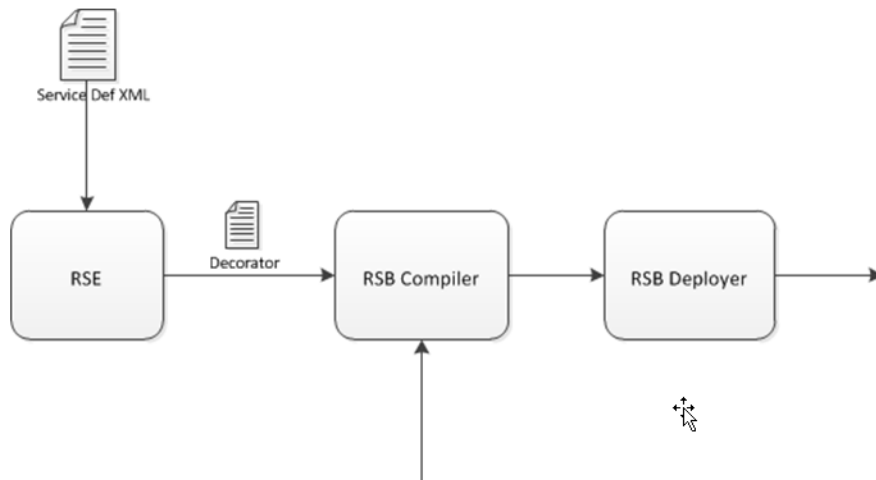 Service Def XML
Decorator
RSE
RSB Compiler
RSB Deployer